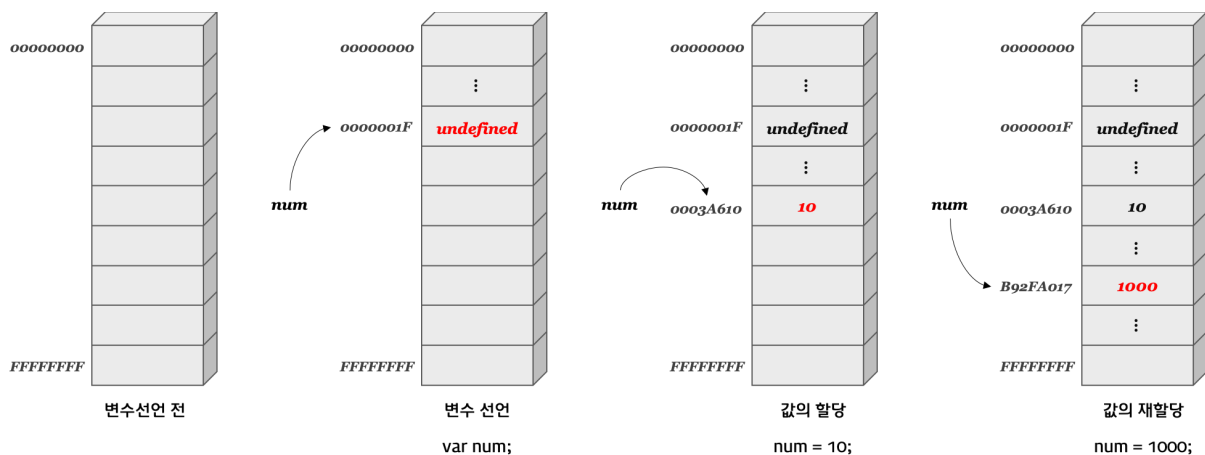 00000000
FFFFFFFF
변수선언 전
00000000
⋮
0000001F
undefined
num
FFFFFFFF
변수 선언
var num;
00000000
⋮
0000001F
undefined
⋮
num
0003A610
10
FFFFFFFF
값의 할당
num = 10;
00000000
⋮
0000001F
undefined
⋮
num
0003A610
10
⋮
B92FA017
1000
⋮
FFFFFFFF
값의 재할당
num = 1000;